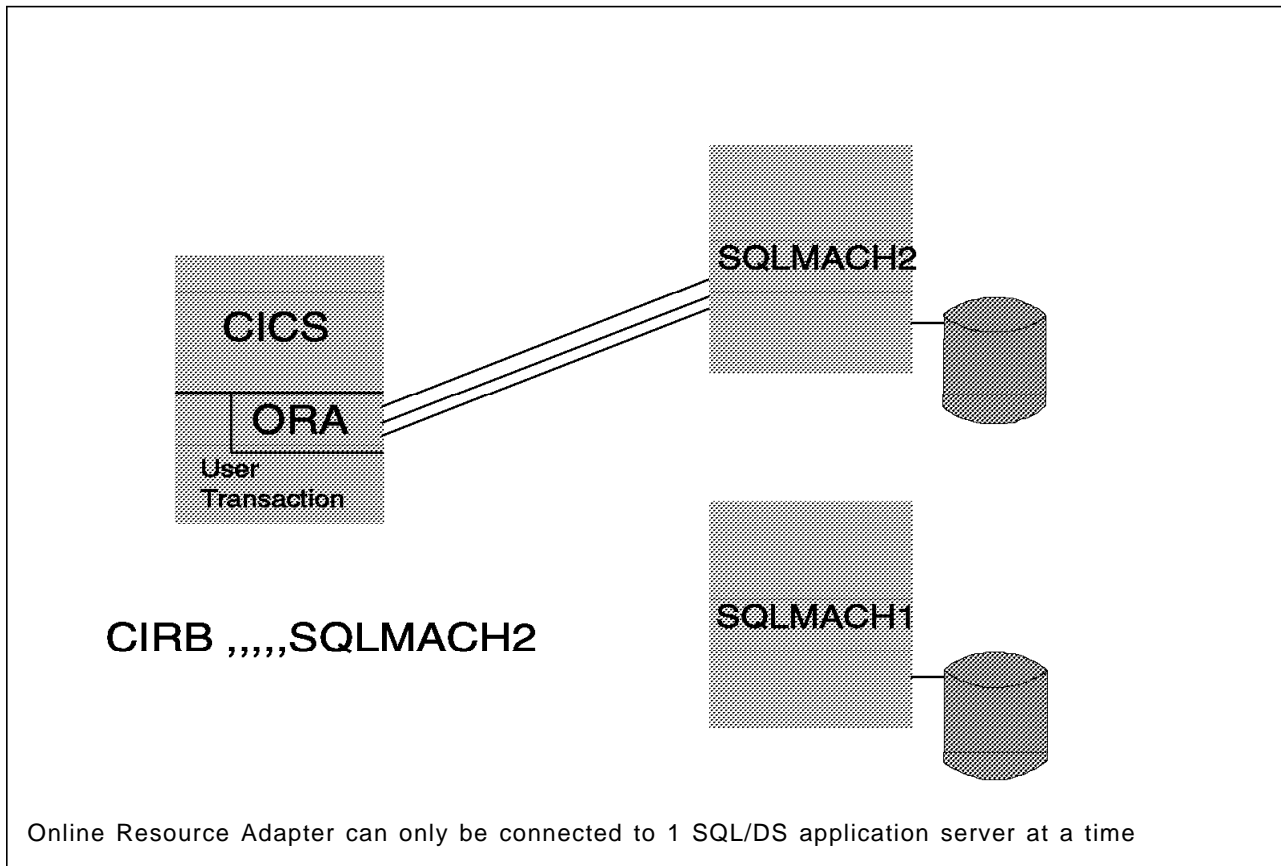 SQLMACH2
CICS
ORA
User
Transaction
SQLMACH1
CIRB ,,,,,SQLMACH2
Online Resource Adapter can only be connected to 1 SQL/DS application server at a time